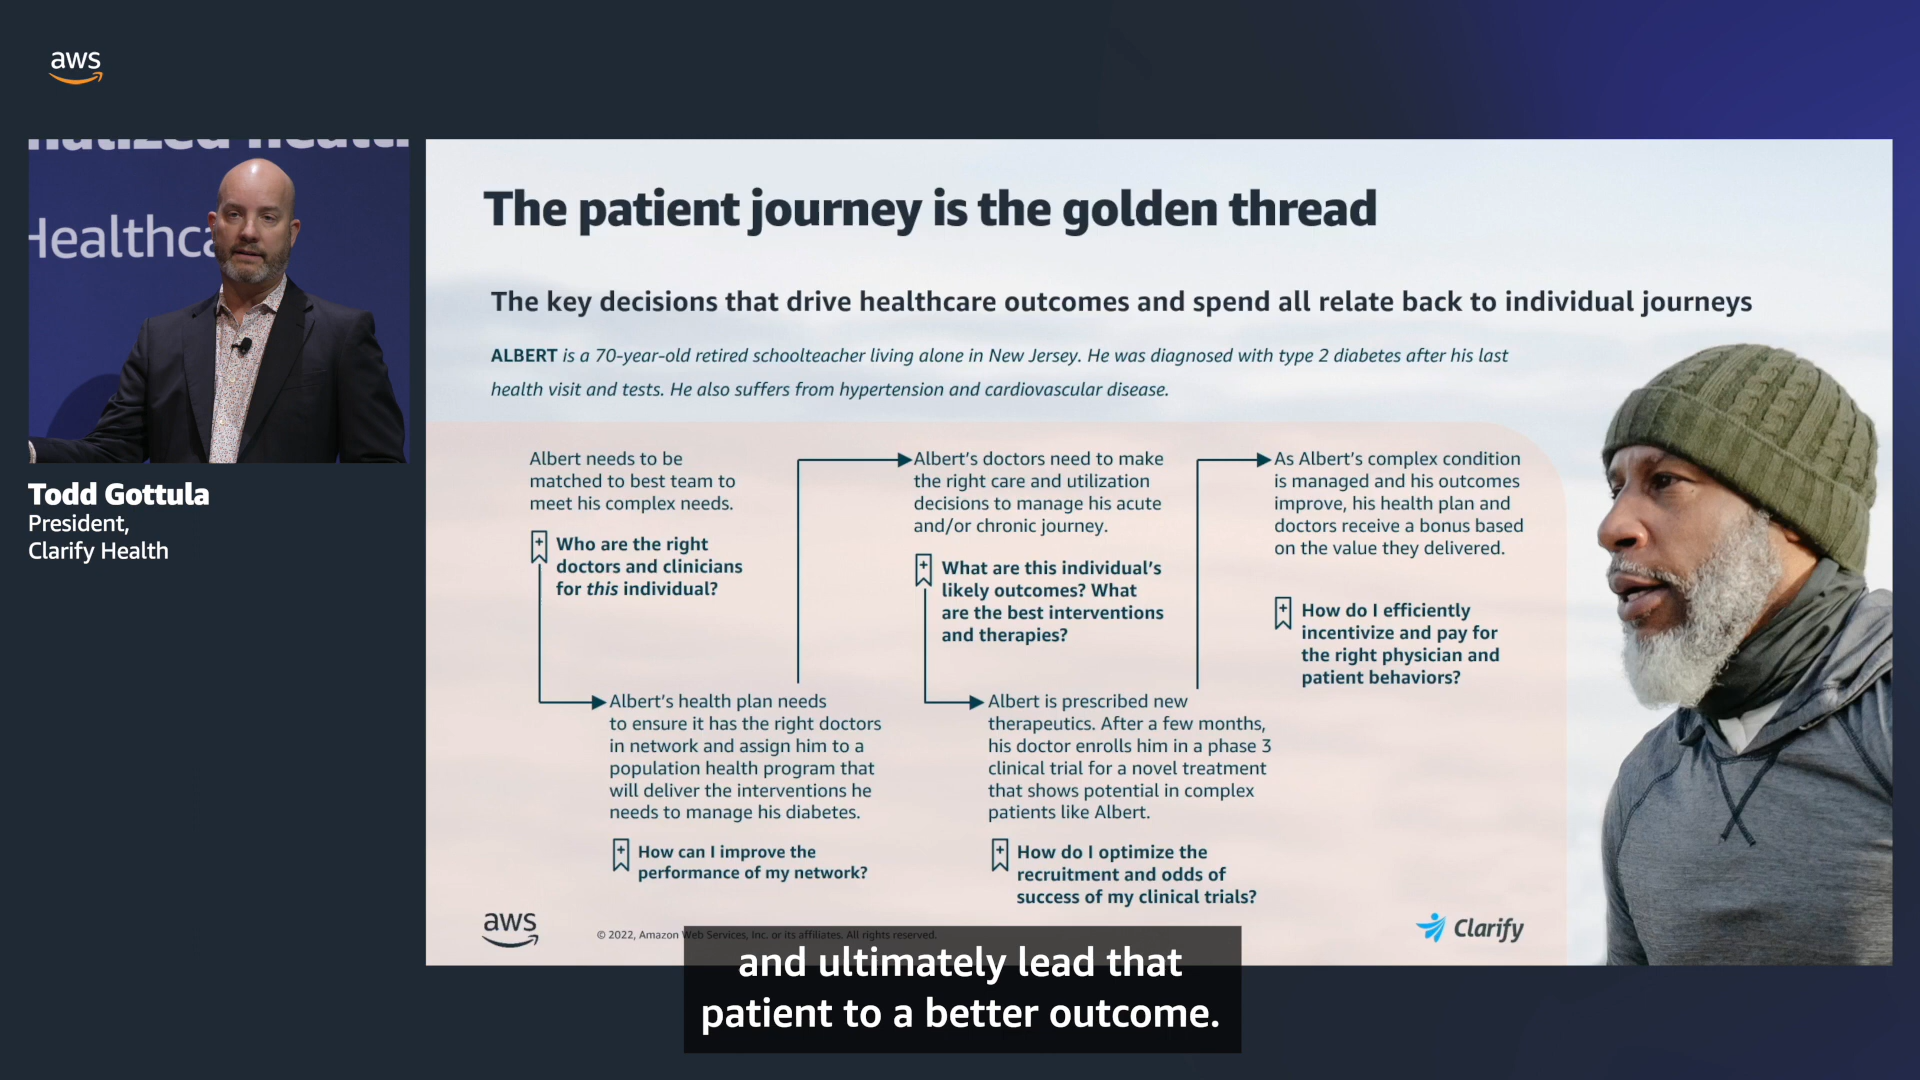 aws
Healthca
Todd Gottula
President,
Clarify Health
The patient journey is the golden thread
The key decisions that drive healthcare outcomes and spend all relate back to individual journeys
ALBERT is a 70-year-old retired schoolteacher living alone in New Jersey. He was diagnosed with type 2 diabetes after his last
health visit and tests. He also suffers from hypertension and cardiovascular disease.
Albert needs to be
matched to best team to
meet his complex needs.
Who are the right
doctors and clinicians
for this individual?
Albert's health plan needs
to ensure it has the right doctors
in network and assign him to a
population health program that
will deliver the interventions he
needs to manage his diabetes.
How can I improve the
performance of my network?
Albert's doctors need to make
the right care and utilization
decisions to manage his acute
and/or chronic journey.
What are this individual's
likely outcomes? What
are the best interventions
and therapies?
Albert is prescribed new
therapeutics. After a few months,
his doctor enrolls him in a phase 3
clinical trial for a novel treatment
that shows potential in complex
patients like Albert.
How do I optimize the
recruitment and odds of
success of my clinical trials?
As Albert's complex condition
is managed and his outcomes
improve, his health plan and
doctors receive a bonus based
on the value they delivered.
How do I efficiently
incentivize and pay for
the right physician and
patient behaviors?
aws
© 2022, Amazon Web Services, Inc. or its affiliates. All rights reserved.
Clarify
and ultimately lead that
patient to a better outcome.